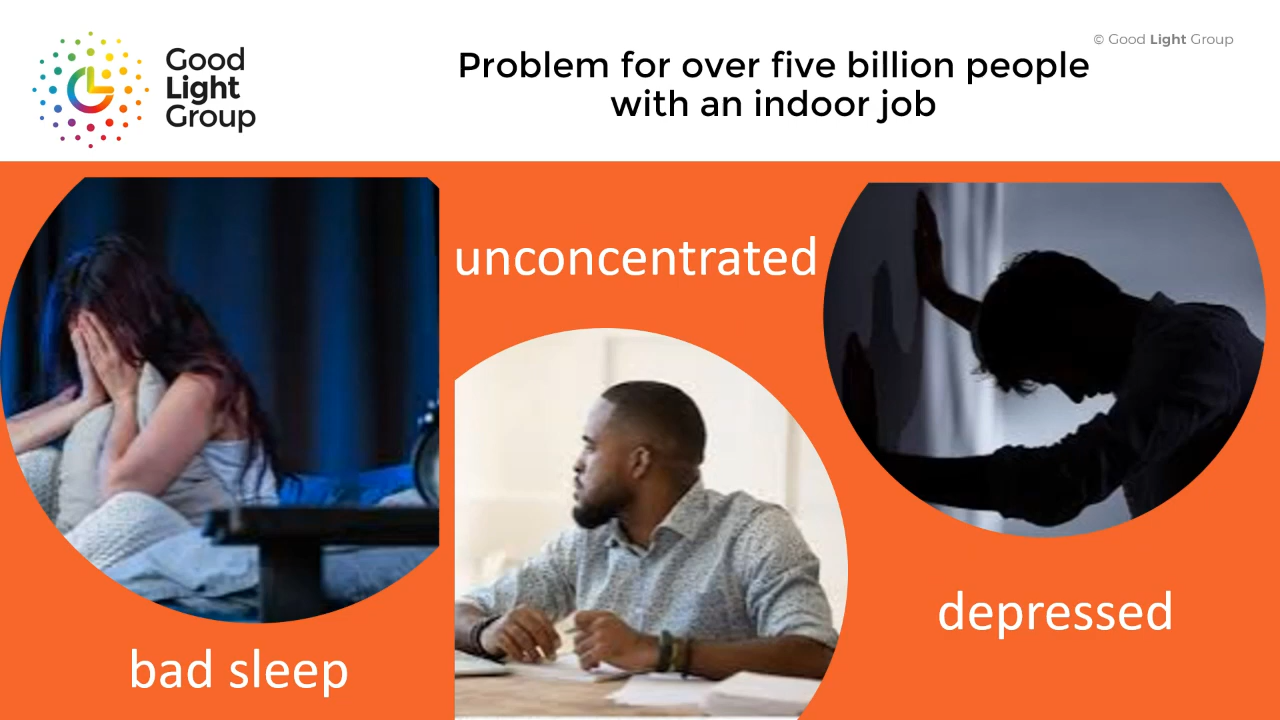 Good
Light
Group
Problem for over five billion people
with an indoor job
© Good Light Group
unconcentrated
bad sleep
depressed